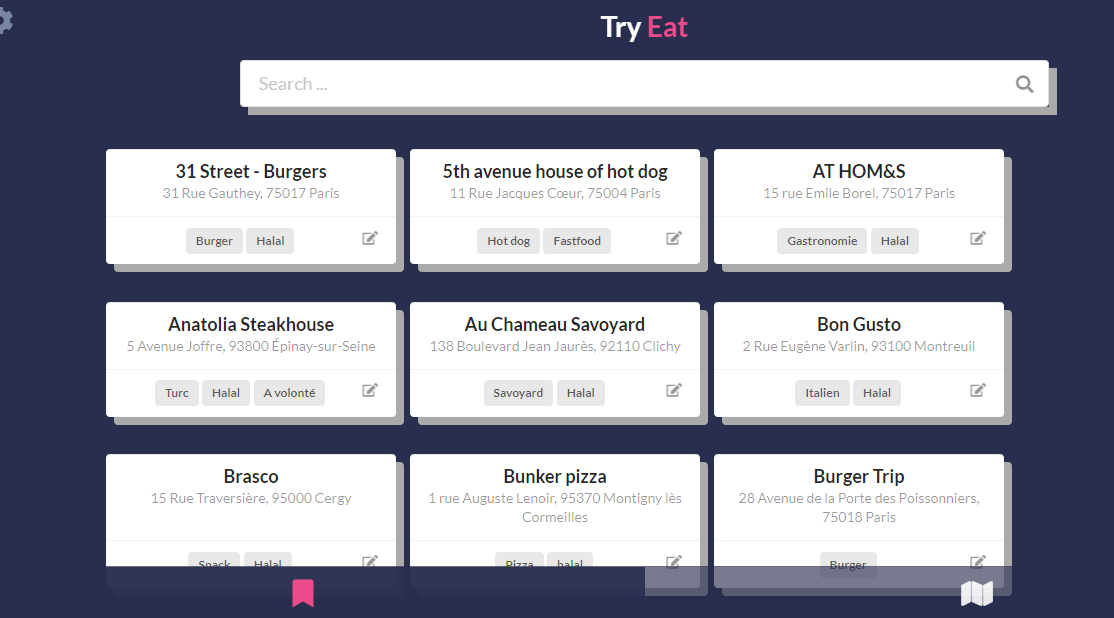 Try Eat
Search ...
31 Street - Burgers
31 Rue Gauthey, 75017 Paris
Burger
Halal
5th avenue house of hot dog
11 Rue Jacques Cœur, 75004 Paris
Hot dog
Fastfood
AT HOM&S
15 rue Emile Borel, 75017 Paris
Gastronomie
Halal
Anatolia Steakhouse
5 Avenue Joffre, 93800 Épinay-sur-Seine
Turc
Halal
A volonté
Au Chameau Savoyard
138 Boulevard Jean Jaurès, 92110 Clichy
Savoyard
Halal
Bon Gusto
2 Rue Eugène Varlin, 93100 Montreuil
Italien
Halal
Brasco
15 Rue Traversière, 95000 Cergy
Snack
Halal
Bunker pizza
1 rue Auguste Lenoir, 95370 Montigny lès
Cormeilles
Pizza
halal
Burger Trip
28 Avenue de la Porte des Poissonniers,
75018 Paris
Burger